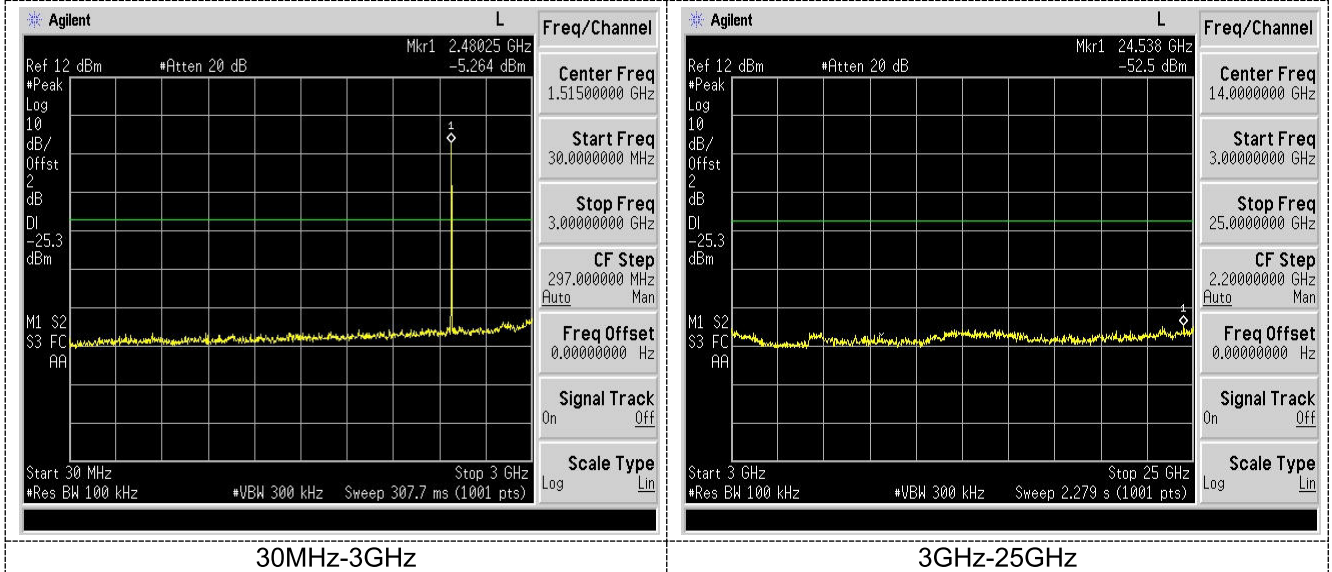 Agilent
L
Mkr1 2.48025 GHz
Ref 12 dBm
#Atten 20 dB
-5.264 dBm
#Peak
Log
10
dB/
Offst
2
dB
DI
-25.3
dBm
M1 S2
S3 FC
AA
1
Start 30 MHz
Stop 3 GHz
#Res BW 100 kHz
#VBW 300 kHz
Sweep 307.7 ms (1001 pts)
Freq/Channel
Center Freq
1.51500000 GHz
Start Freq
30.0000000 MHz
Stop Freq
3.00000000 GHz
CF Step
297.000000 MHz
Auto Man
Freq Offset
0.00000000 Hz
Signal Track
On Off
Scale Type
Log Lin
30MHz-3GHz
Agilent
L
Mkr1 24.538 GHz
Ref 12 dBm
#Atten 20 dB
-52.5 dBm
#Peak
Log
10
dB/
Offst
2
dB
DI
-25.3
dBm
M1 S2
S3 FC
AA
1
Start 3 GHz
Stop 25 GHz
#Res BW 100 kHz
#VBW 300 kHz
Sweep 2.279 s (1001 pts)
Freq/Channel
Center Freq
14.0000000 GHz
Start Freq
3.00000000 GHz
Stop Freq
25.0000000 GHz
CF Step
2.20000000 GHz
Auto Man
Freq Offset
0.00000000 Hz
Signal Track
On Off
Scale Type
Log Lin
3GHz-25GHz